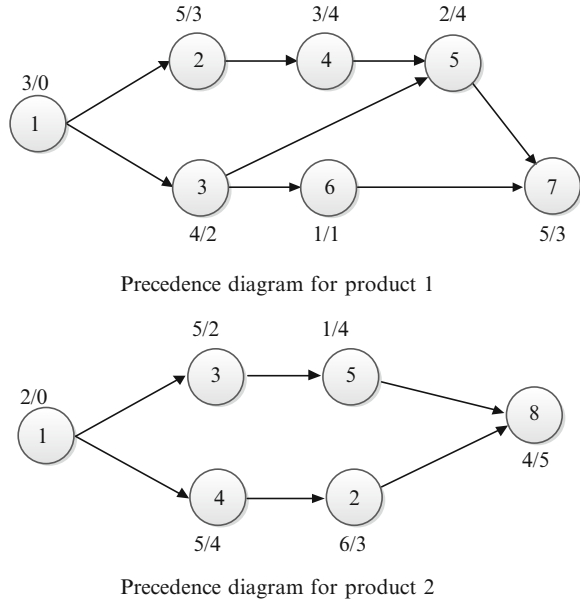 5/3 3/4 2/4
2 4 5
3/0
1
3 6 7
4/2 1/1 5/3
Precedence diagram for product 1
5/2 1/4
3 5
2/0
1 8
4/5
4 2
5/4 6/3
Precedence diagram for product 2